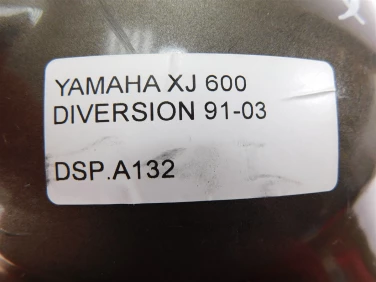 YAMAHA XJ 600
DIVERSION 91-03
DSP.A132